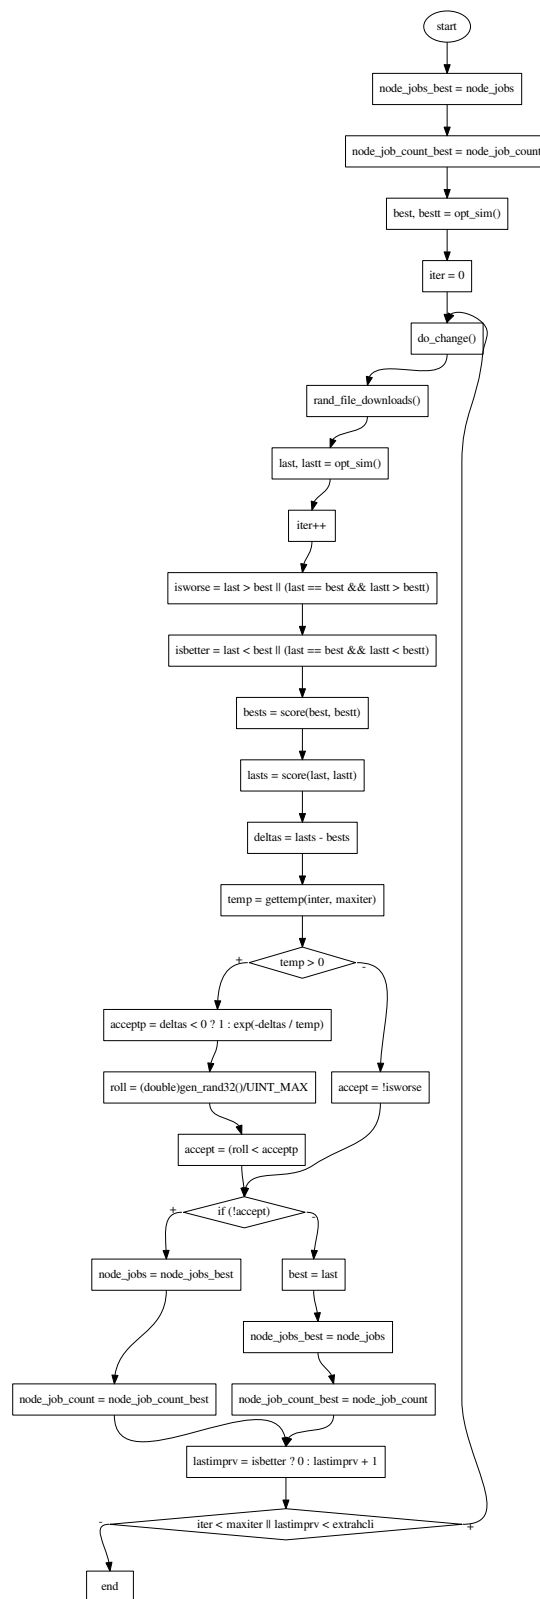 start
node_jobs_best = node_jobs
node_job_count_best = node_job_count
best, bestt = opt_sim()
iter = 0
do_change()
rand_file_downloads()
last, lastt = opt_sim()
iter++
isworse = last > best || (last == best && lastt > bestt)
isbetter = last < best || (last == best && lastt < bestt)
bests = score(best, bestt)
lasts = score(last, lastt)
deltas = lasts - bests
temp = gettemp(inter, maxiter)
temp > 0
+
-
acceptp = deltas < 0 ? 1 : exp(-deltas / temp)
roll = (double)gen_rand32()/UINT_MAX
accept = !isworse
accept = (roll < acceptp
if (!accept)
+
-
node_jobs = node_jobs_best
best = last
node_jobs_best = node_jobs
node_job_count = node_job_count_best
node_job_count_best = node_job_count
lastimprv = isbetter ? 0 : lastimprv + 1
iter < maxiter || lastimprv < extrahcli
-
+
end